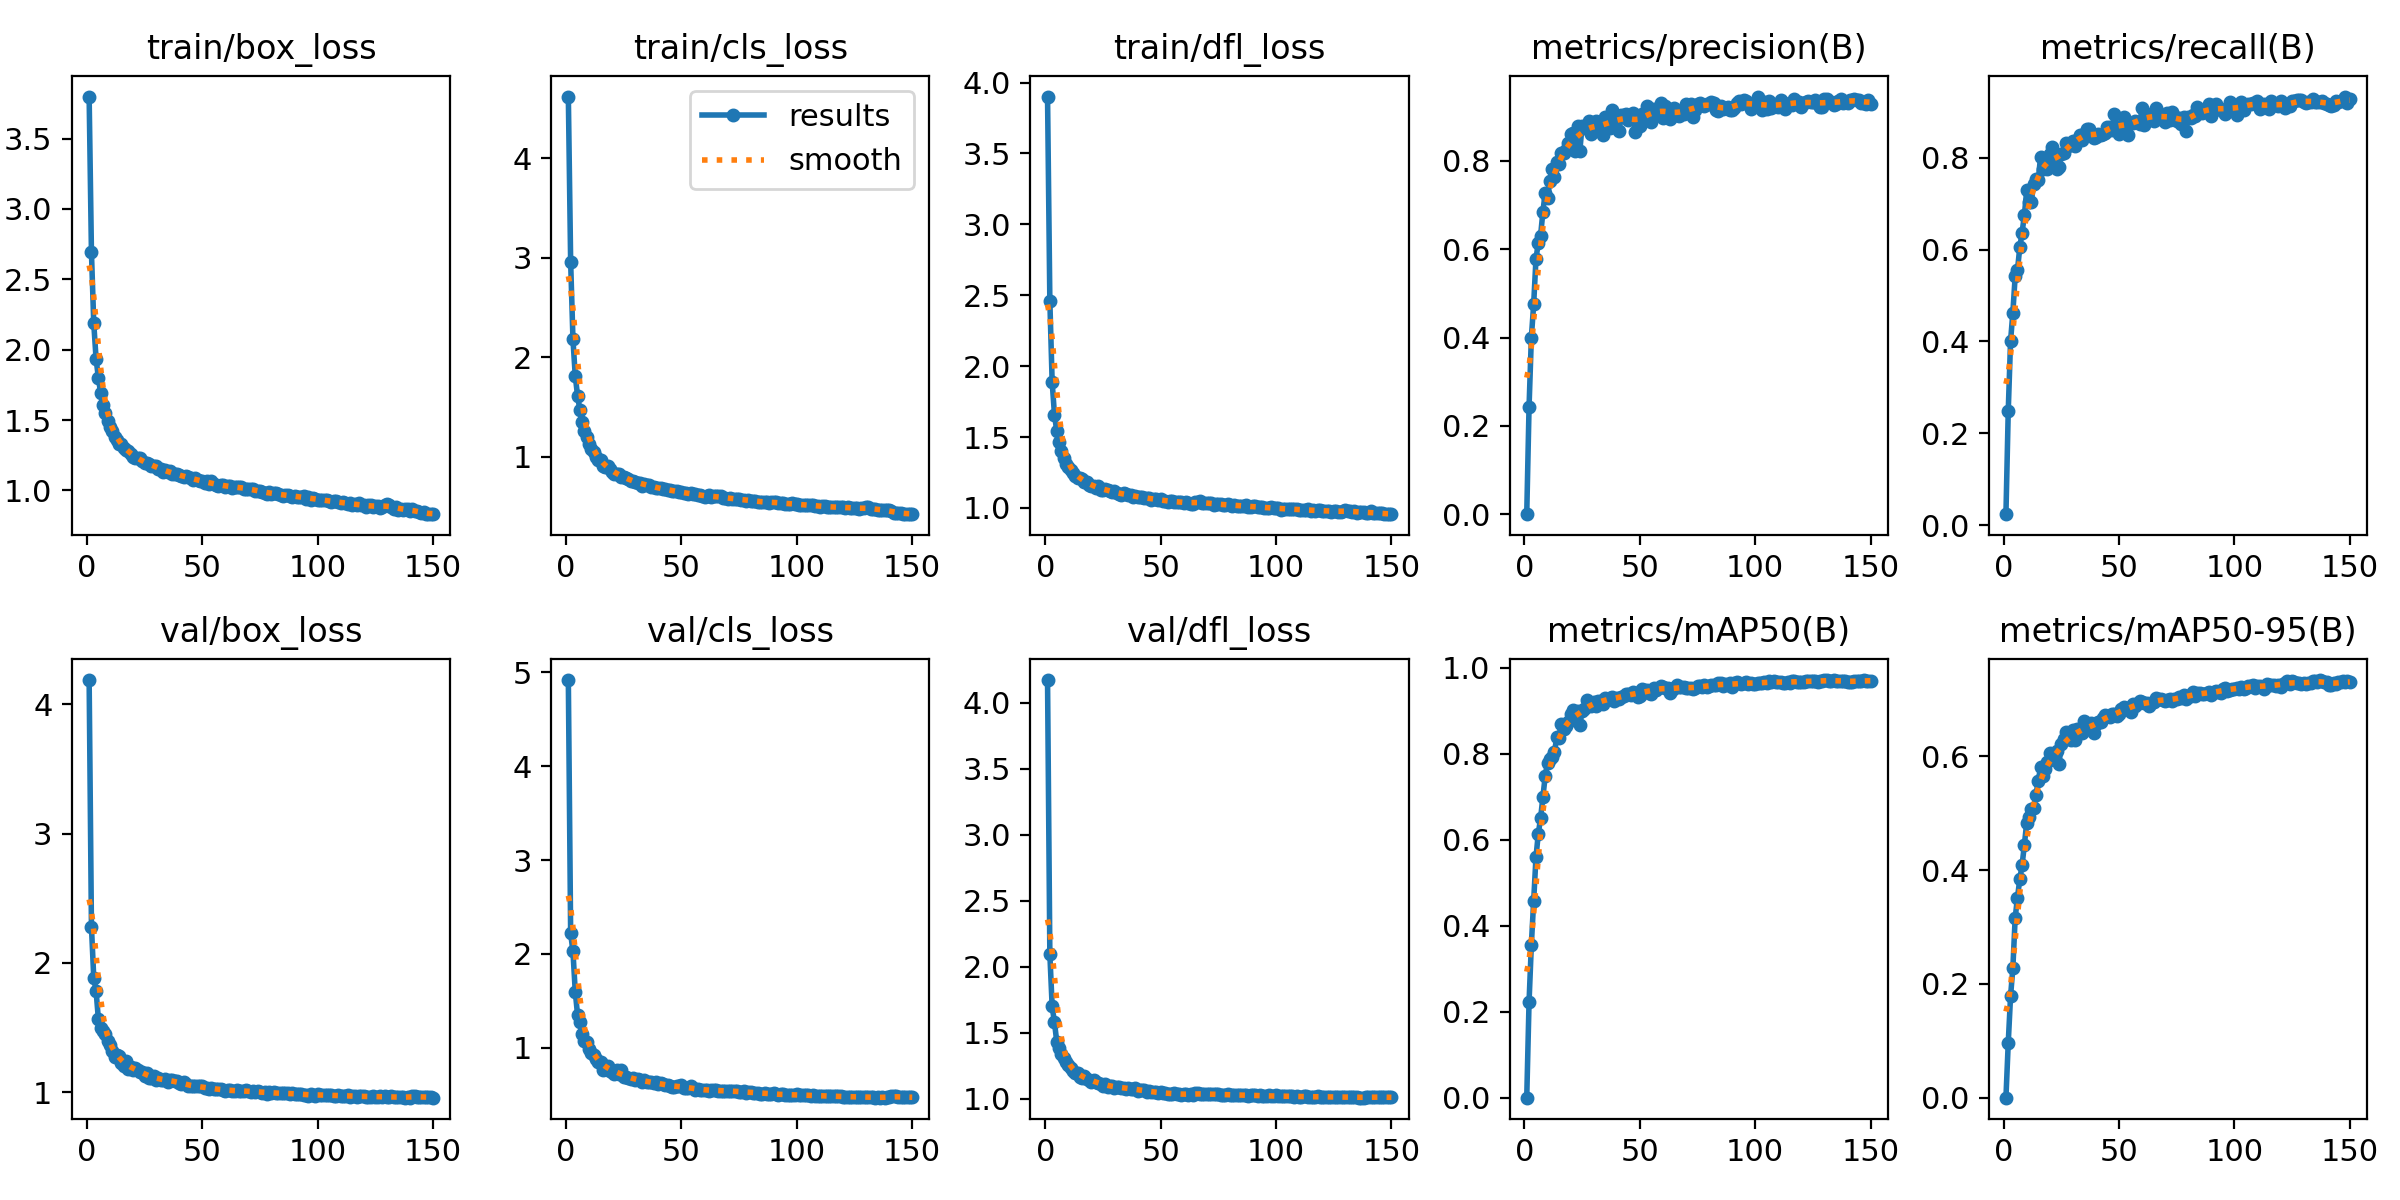 train/box_loss
3.5
3.0
2.5
2.0
1.5
1.0
0 50 100 150
train/cls_loss
results
smooth
4
3
2
1
0 50 100 150
train/dfl_loss
4.0
3.5
3.0
2.5
2.0
1.5
1.0
0 50 100 150
metrics/precision(B)
0.8
0.6
0.4
0.2
0.0
0 50 100 150
metrics/recall(B)
0.8
0.6
0.4
0.2
0.0
0 50 100 150
val/box_loss
4
3
2
1
0 50 100 150
val/cls_loss
5
4
3
2
1
0 50 100 150
val/dfl_loss
4.0
3.5
3.0
2.5
2.0
1.5
1.0
0 50 100 150
metrics/mAP50(B)
1.0
0.8
0.6
0.4
0.2
0.0
0 50 100 150
metrics/mAP50-95(B)
0.6
0.4
0.2
0.0
0 50 100 150